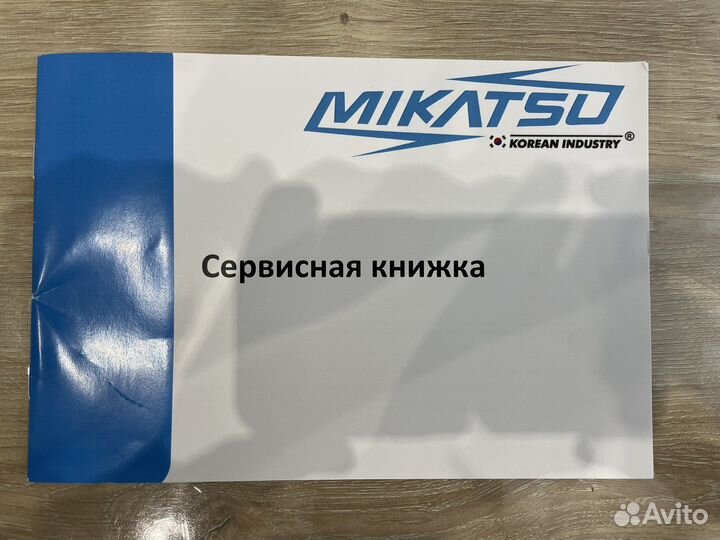 MIKATSU
KOREAN INDUSTRY®
Сервисная книжка
Avito